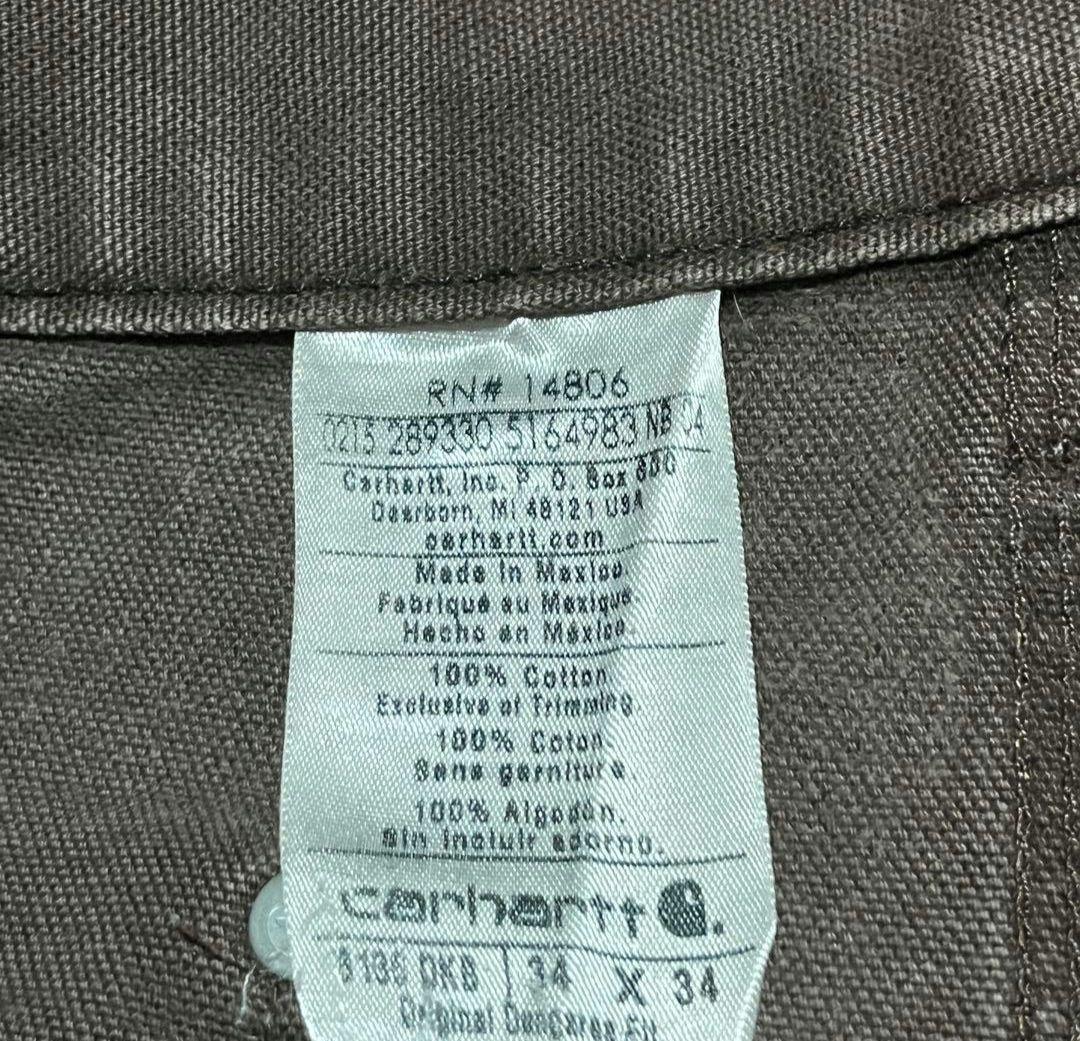 RN# 14806
0215 289330 5164983 NB 04
Carhartt, Inc. P. O. Box 600
Dearborn, MI 48121 USA
carhartt.com
Made in Mexico.
Fabriqué au Mexique.
Hecho en México.
100% Cotton.
Exclusive of Trimming.
100% Coton.
Sans garniture.
100% Algodón.
Sin incluir adorno.
carhartt
DKB 34 X 34
Original Dungaree Fit